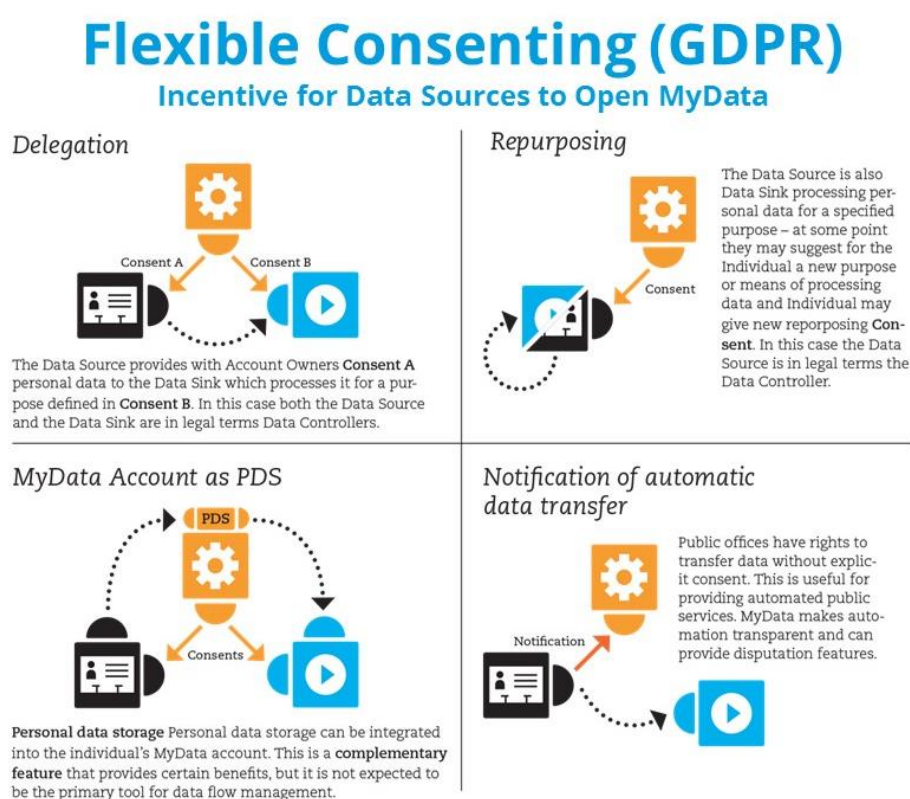 Flexible Consenting (GDPR)
Incentive for Data Sources to Open MyData
Delegation
Consent A
Consent B
The Data Source provides with Account Owners Consent A
personal data to the Data Sink which processes it for a pur-
pose defined in Consent B. In this case both the Data Source
and the Data Sink are in legal terms Data Controllers.
Repurposing
Consent
The Data Source is also
Data Sink processing per-
sonal data for a specified
purpose – at some point
they may suggest for the
Individual a new purpose
or means of processing
data and Individual may
give new reporposing Con-
sent. In this case the Data
Source is in legal terms the
Data Controller.
MyData Account as PDS
PDS
Consents
Personal data storage Personal data storage can be integrated
into the individual's MyData account. This is a complementary
feature that provides certain benefits, but it is not expected to
be the primary tool for data flow management.
Notification of automatic
data transfer
Notification
Public offices have rights to
transfer data without explic-
it consent. This is useful for
providing automated public
services. MyData makes auto-
mation transparent and can
provide disputation features.